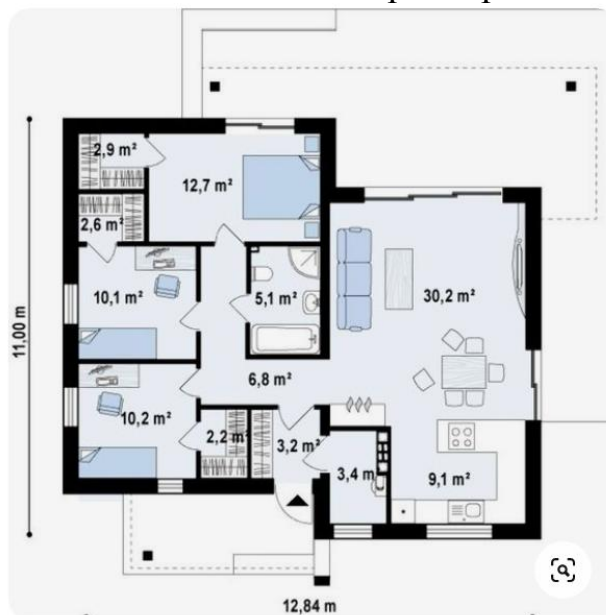 2,9 m²
12,7 m²
2,6 m²
10,1 m²
5,1 m²
30,2 m²
11,00 m
6,8 m²
10,2 m²
2,2 m²
3,2 m²
3,4 m
9,1 m²
12,84 m